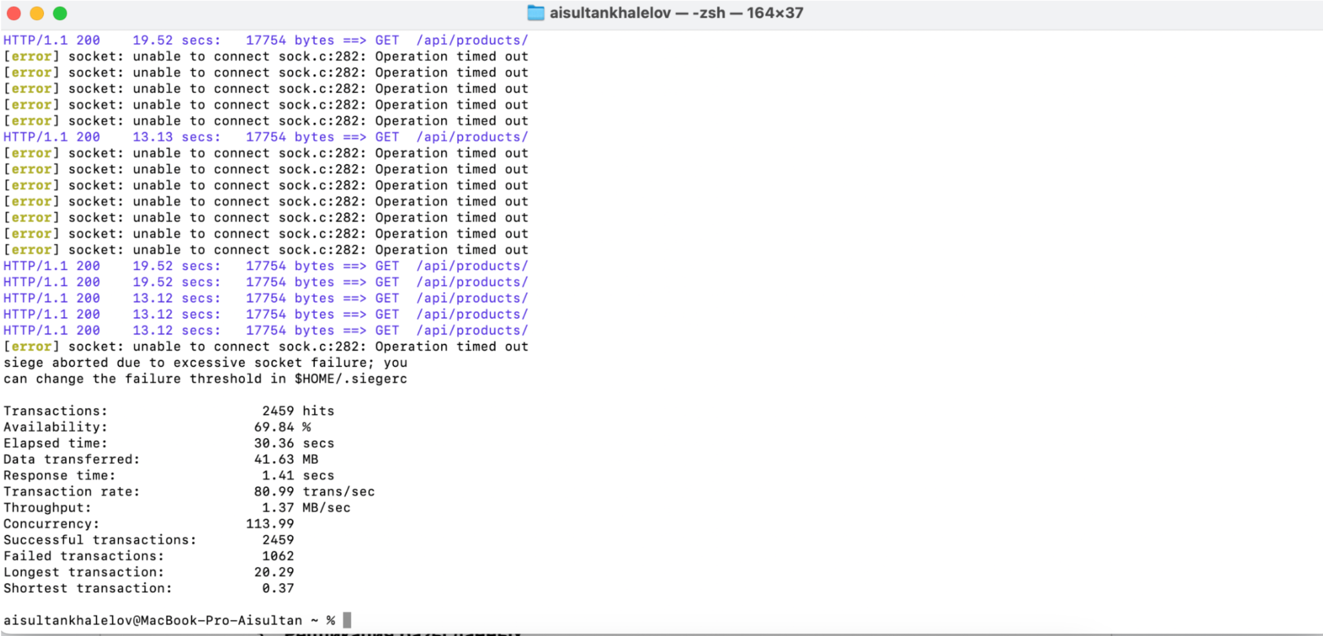 aisultankhalelov — -zsh — 164×37
HTTP/1.1 200    19.52 secs:   17754 bytes ==> GET  /api/products/
[error] socket: unable to connect sock.c:282: Operation timed out
[error] socket: unable to connect sock.c:282: Operation timed out
[error] socket: unable to connect sock.c:282: Operation timed out
[error] socket: unable to connect sock.c:282: Operation timed out
[error] socket: unable to connect sock.c:282: Operation timed out
HTTP/1.1 200    13.13 secs:   17754 bytes ==> GET  /api/products/
[error] socket: unable to connect sock.c:282: Operation timed out
[error] socket: unable to connect sock.c:282: Operation timed out
[error] socket: unable to connect sock.c:282: Operation timed out
[error] socket: unable to connect sock.c:282: Operation timed out
[error] socket: unable to connect sock.c:282: Operation timed out
[error] socket: unable to connect sock.c:282: Operation timed out
[error] socket: unable to connect sock.c:282: Operation timed out
HTTP/1.1 200    19.52 secs:   17754 bytes ==> GET  /api/products/
HTTP/1.1 200    19.52 secs:   17754 bytes ==> GET  /api/products/
HTTP/1.1 200    13.12 secs:   17754 bytes ==> GET  /api/products/
HTTP/1.1 200    13.12 secs:   17754 bytes ==> GET  /api/products/
HTTP/1.1 200    13.12 secs:   17754 bytes ==> GET  /api/products/
[error] socket: unable to connect sock.c:282: Operation timed out
siege aborted due to excessive socket failure; you
can change the failure threshold in $HOME/.siegerc
Transactions:                   2459 hits
Availability:                  69.84 %
Elapsed time:                  30.36 secs
Data transferred:              41.63 MB
Response time:                  1.41 secs
Transaction rate:              80.99 trans/sec
Throughput:                     1.37 MB/sec
Concurrency:                  113.99
Successful transactions:        2459
Failed transactions:            1062
Longest transaction:           20.29
Shortest transaction:           0.37
aisultankhalelov@MacBook-Pro-Aisultan ~ %